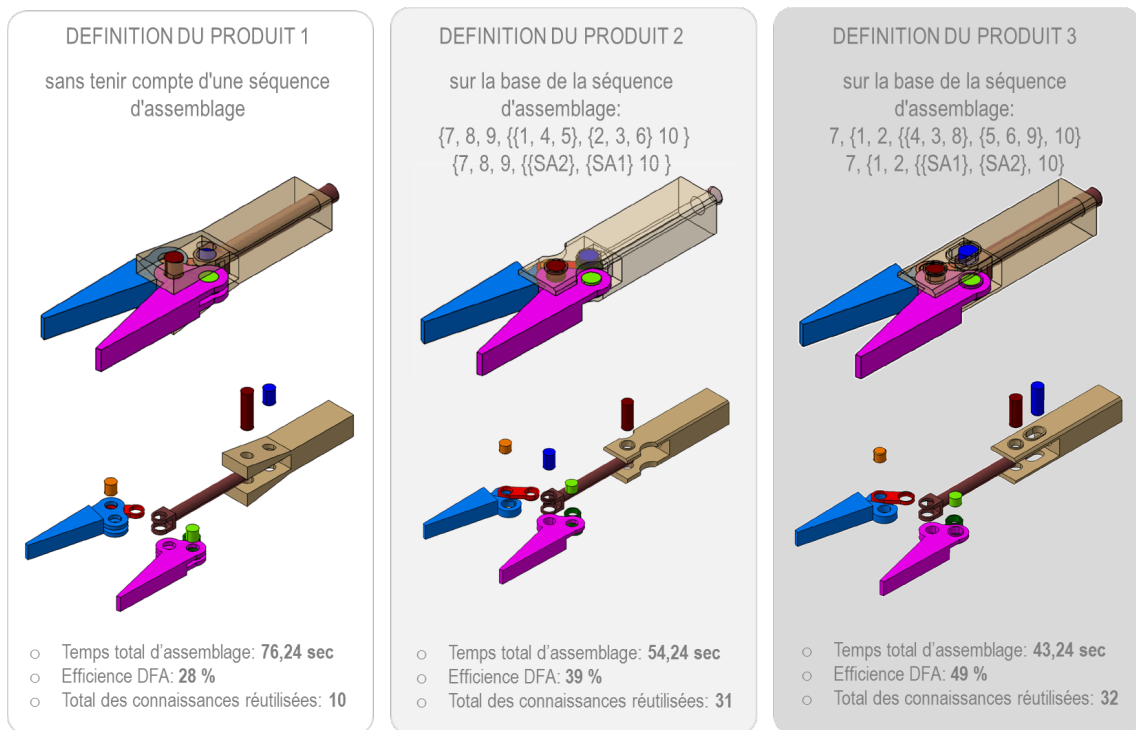 DEFINITION DU PRODUIT 1
sans tenir compte d'une séquence
d'assemblage
○ Temps total d'assemblage: 76,24 sec
○ Efficience DFA: 28 %
○ Total des connaissances réutilisées: 10
DEFINITION DU PRODUIT 2
sur la base de la séquence
d'assemblage:
{7, 8, 9, {{1, 4, 5}, {2, 3, 6} 10 }
{7, 8, 9, {{SA2}, {SA1} 10 }
○ Temps total d'assemblage: 54,24 sec
○ Efficience DFA: 39 %
○ Total des connaissances réutilisées: 31
DEFINITION DU PRODUIT 3
sur la base de la séquence
d'assemblage:
7, {1, 2, {{4, 3, 8}, {5, 6, 9}, 10}
7, {1, 2, {{SA1}, {SA2}, 10}
○ Temps total d'assemblage: 43,24 sec
○ Efficience DFA: 49 %
○ Total des connaissances réutilisées: 32